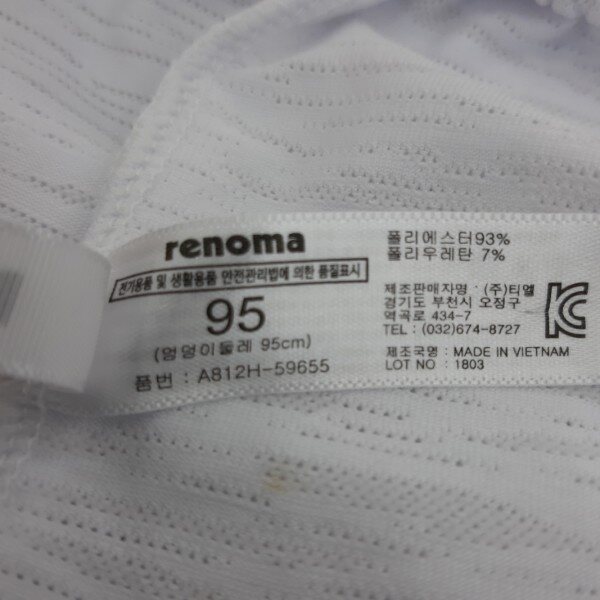 renoma
전기용품 및 생활용품 안전관리법에 의한 품질표시
95
(엉덩이둘레 95cm)
품번 : A812H-59655
폴리에스터93%
폴리우레탄 7%
제조판매자명 : (주)티엘
경기도 부천시 오정구
역곡로 434-7
TEL : (032)674-8727
제조국명 : MADE IN VIETNAM
LOT NO : 1803